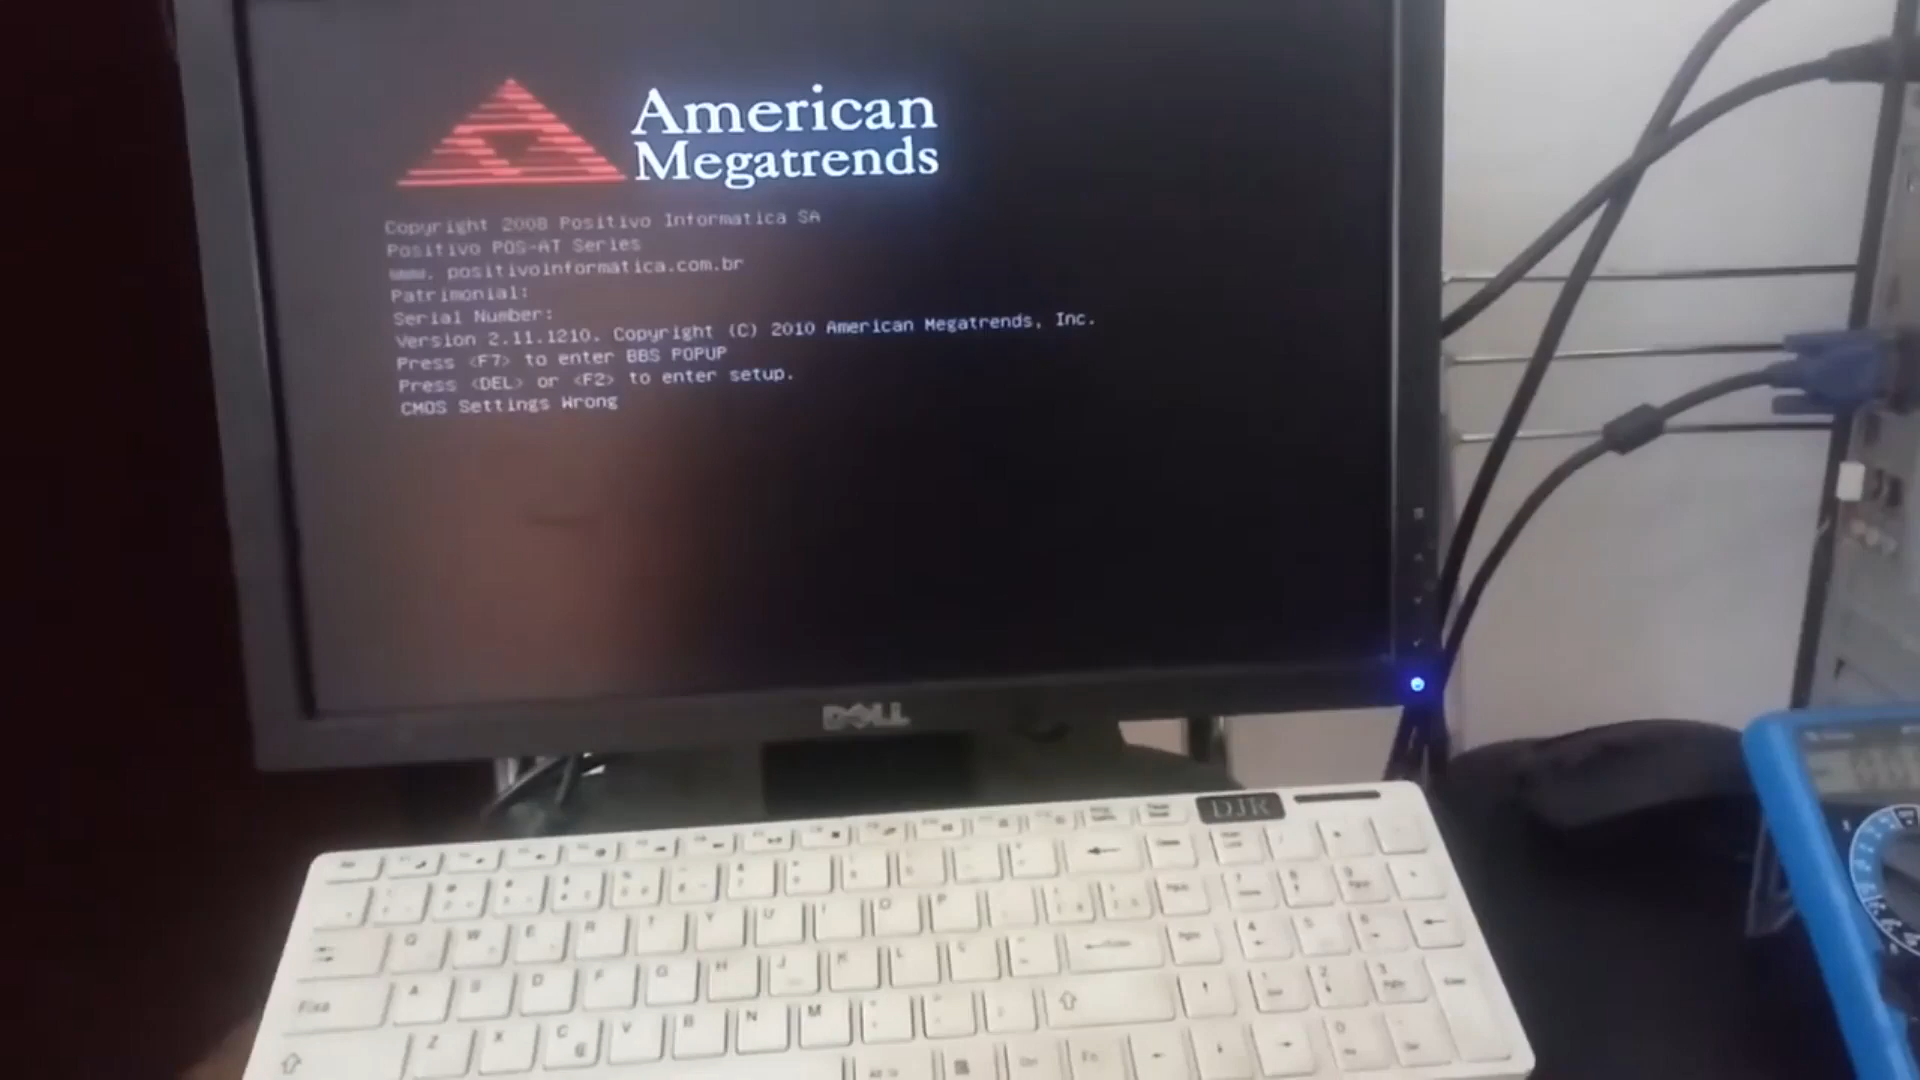 American
Megatrends
Copyright 2008 Positivo Informatica SA
Positivo POS-AT Series
www. positivoinformatica.com.br
Patrimonial:
Serial Number:
Version 2.11.1210. Copyright (C) 2010 American Megatrends, Inc.
Press <F7> to enter BBS POPUP
Press <DEL> or <F2> to enter setup.
CMOS Settings Wrong
DELL
DJR
Q W E R T Y U I O P
Fixa A S D F G H J K L Ç
Z X C V B N M